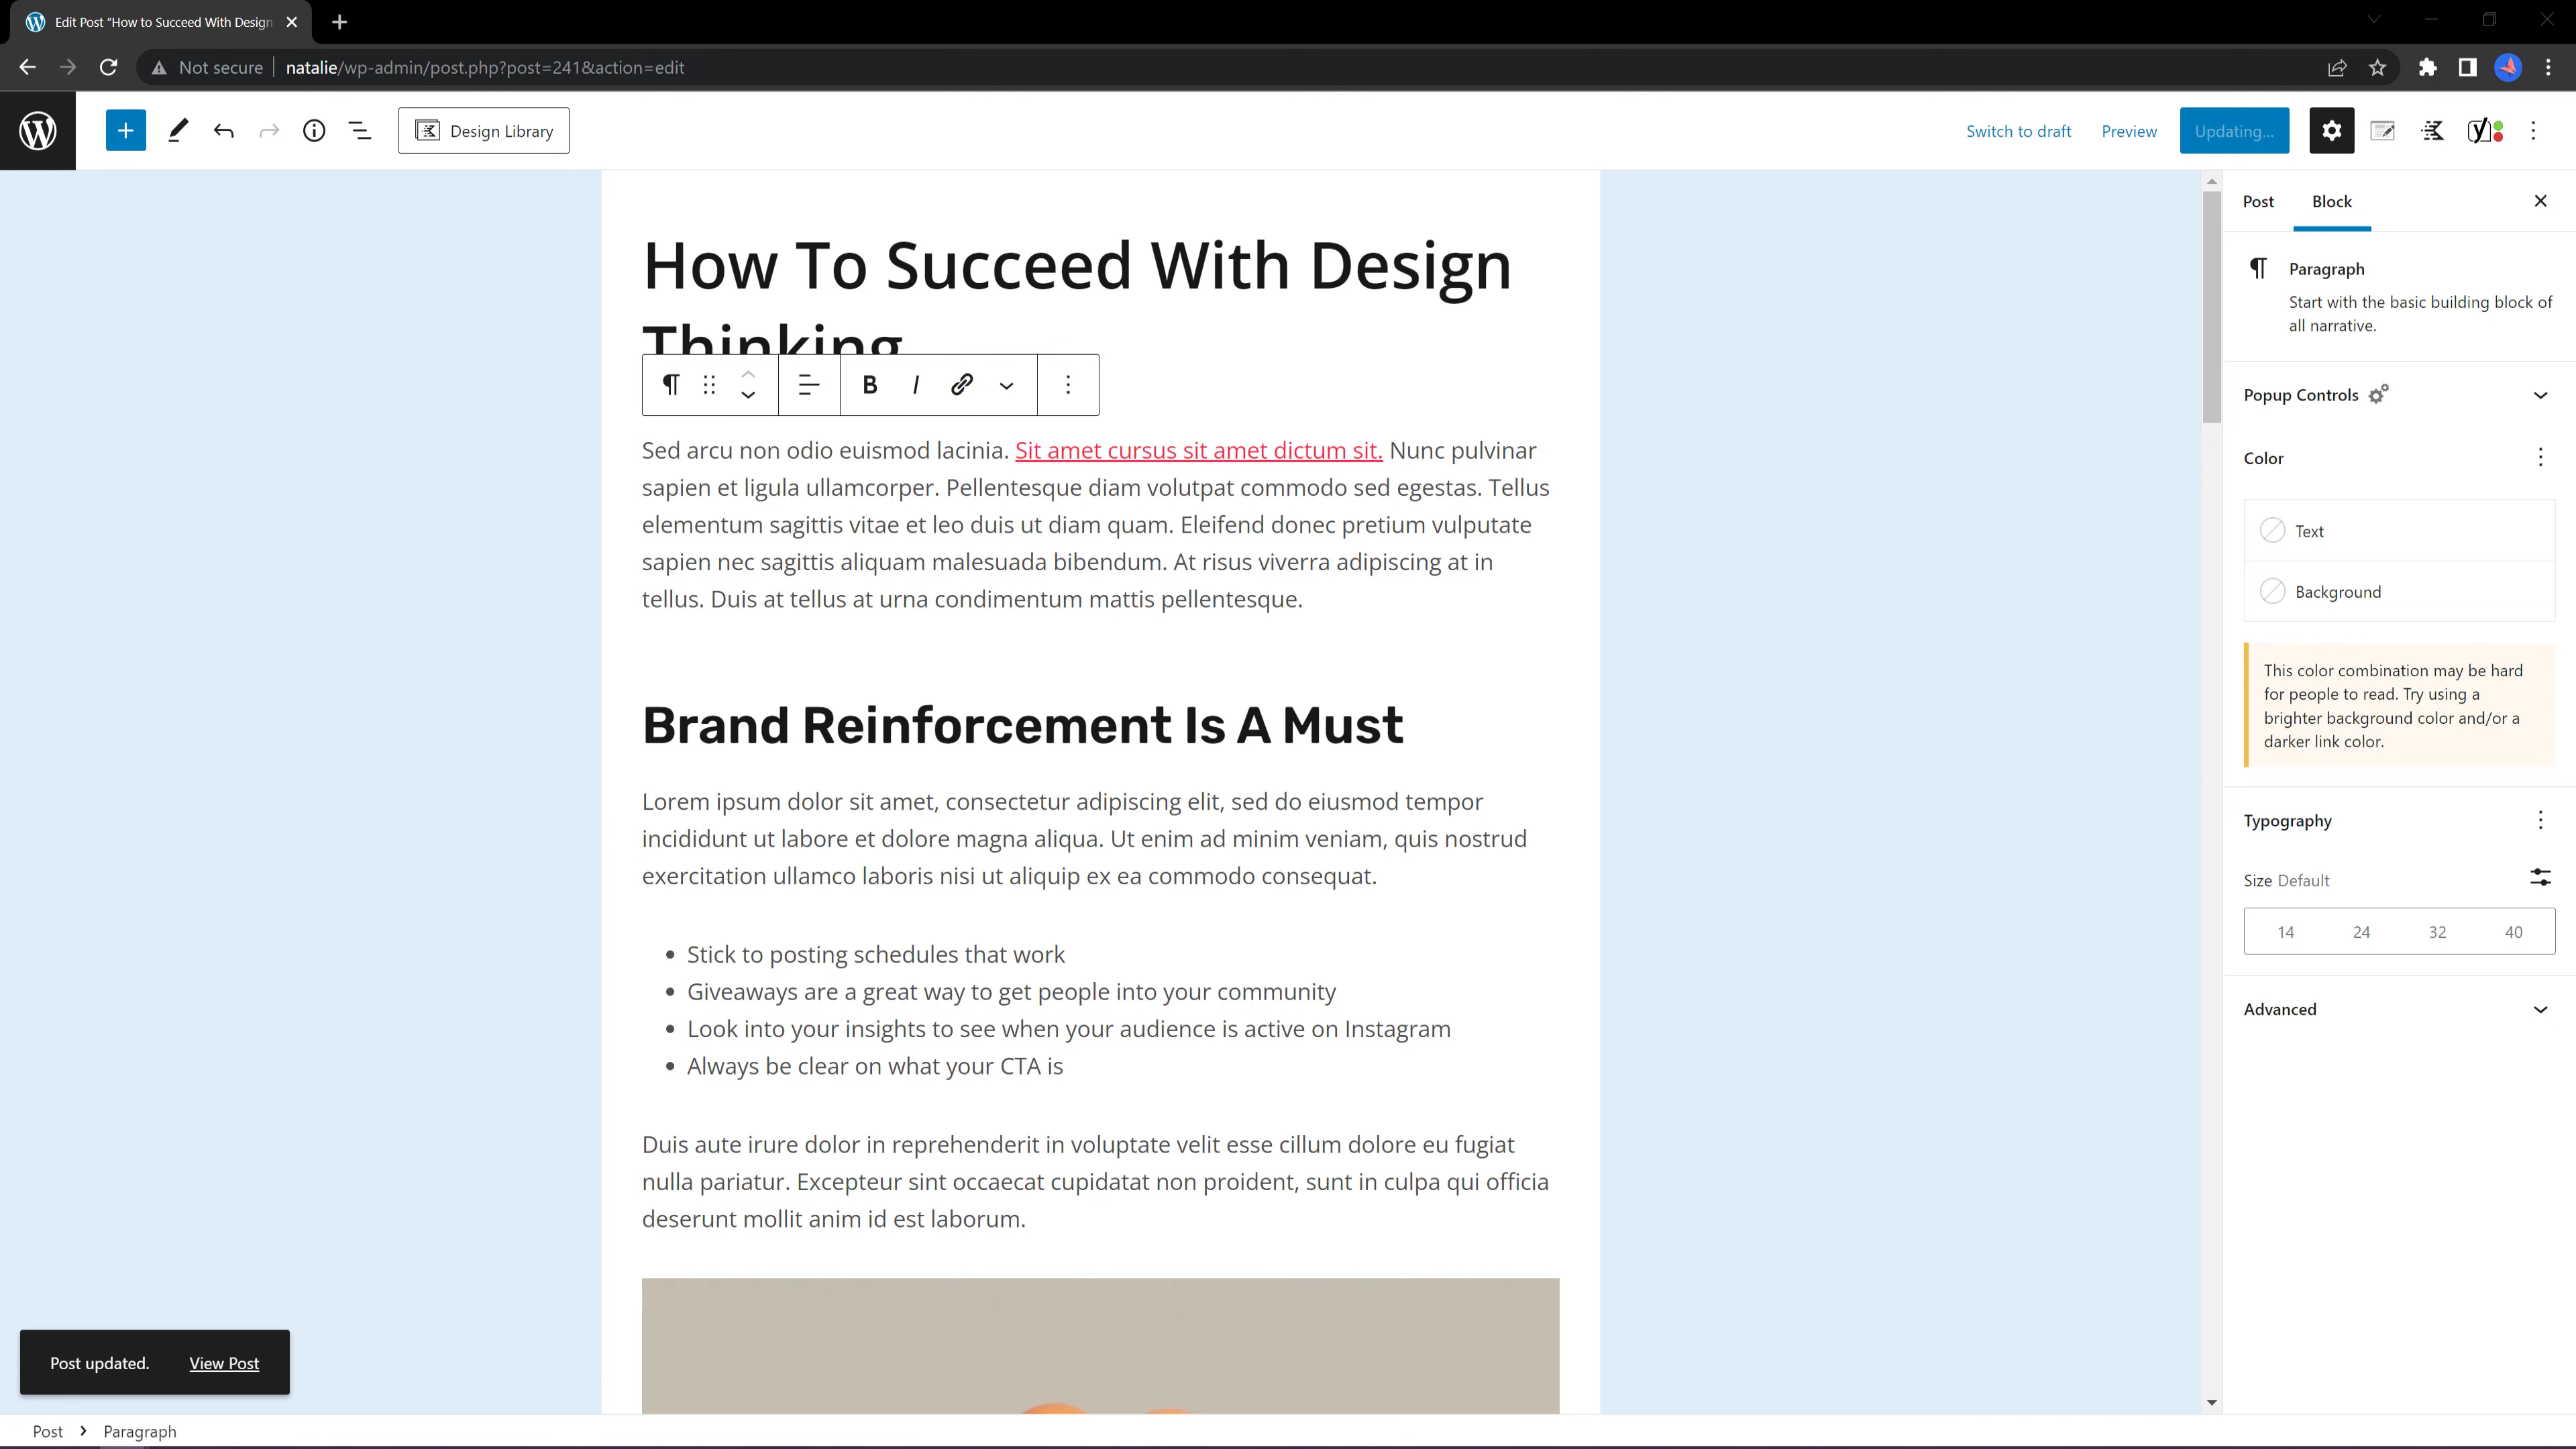 Edit Post “How to Succeed With Design
Not secure
natalie/wp-admin/post.php?post=241&action=edit
Design Library
Switch to draft
Preview
Updating...
Post
Block
How To Succeed With Design
Thinking
Paragraph
Start with the basic building block of
all narrative.
B
I
Popup Controls
Sed arcu non odio euismod lacinia. Sit amet cursus sit amet dictum sit. Nunc pulvinar
sapien et ligula ullamcorper. Pellentesque diam volutpat commodo sed egestas. Tellus
elementum sagittis vitae et leo duis ut diam quam. Eleifend donec pretium vulputate
sapien nec sagittis aliquam malesuada bibendum. At risus viverra adipiscing at in
tellus. Duis at tellus at urna condimentum mattis pellentesque.
Color
Text
Background
This color combination may be hard
for people to read. Try using a
brighter background color and/or a
darker link color.
Brand Reinforcement Is A Must
Lorem ipsum dolor sit amet, consectetur adipiscing elit, sed do eiusmod tempor
incididunt ut labore et dolore magna aliqua. Ut enim ad minim veniam, quis nostrud
exercitation ullamco laboris nisi ut aliquip ex ea commodo consequat.
Typography
Size Default
14
24
32
40
Stick to posting schedules that work
Giveaways are a great way to get people into your community
Look into your insights to see when your audience is active on Instagram
Always be clear on what your CTA is
Advanced
Duis aute irure dolor in reprehenderit in voluptate velit esse cillum dolore eu fugiat
nulla pariatur. Excepteur sint occaecat cupidatat non proident, sunt in culpa qui officia
deserunt mollit anim id est laborum.
Post updated.
View Post
Post
Paragraph